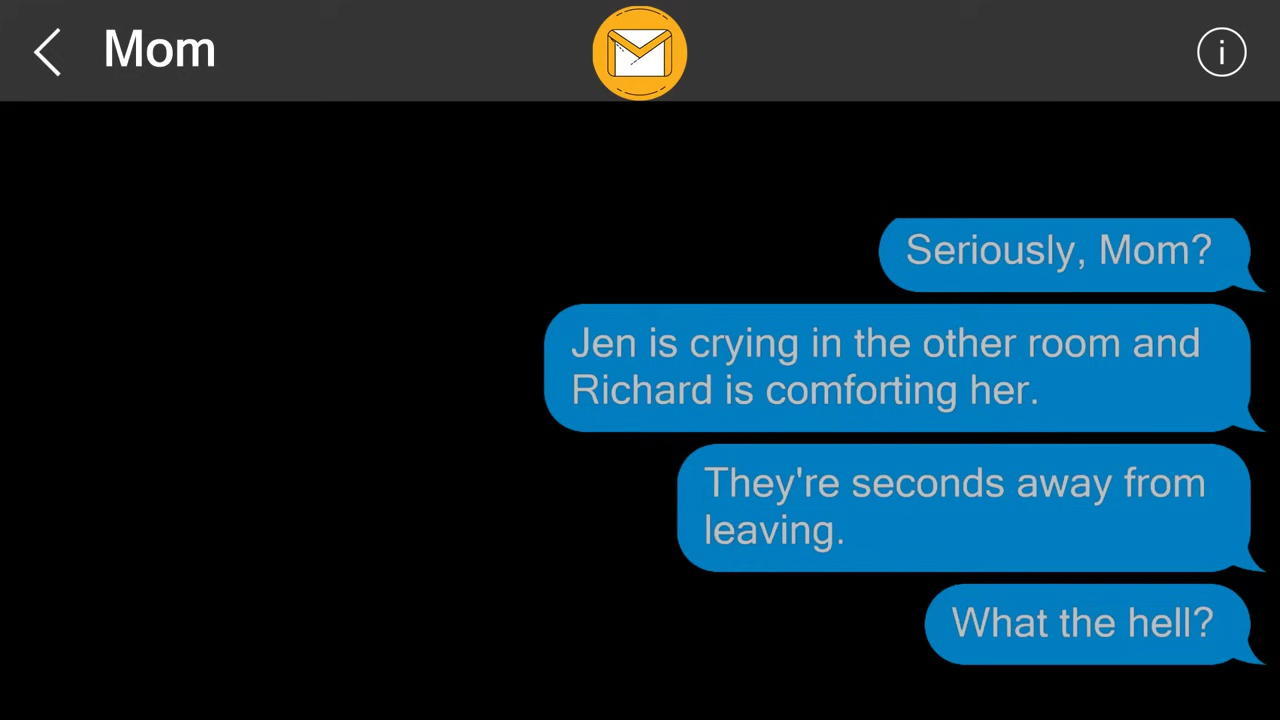 Mom
i
Seriously, Mom?
Jen is crying in the other room and
Richard is comforting her.
They're seconds away from
leaving.
What the hell?